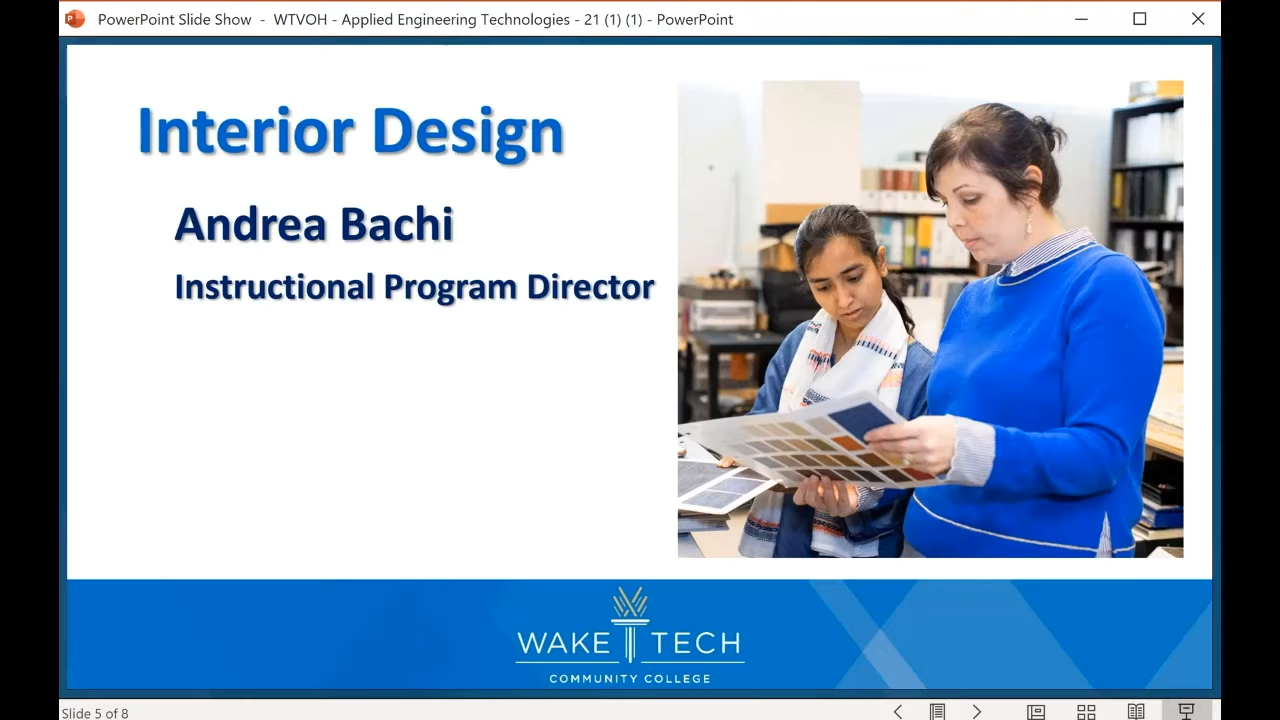 PowerPoint Slide Show - WTVOH - Applied Engineering Technologies - 21 (1) (1) - PowerPoint
Interior Design
Andrea Bachi
Instructional Program Director
WAKE TECH
COMMUNITY COLLEGE
Slide 5 of 8